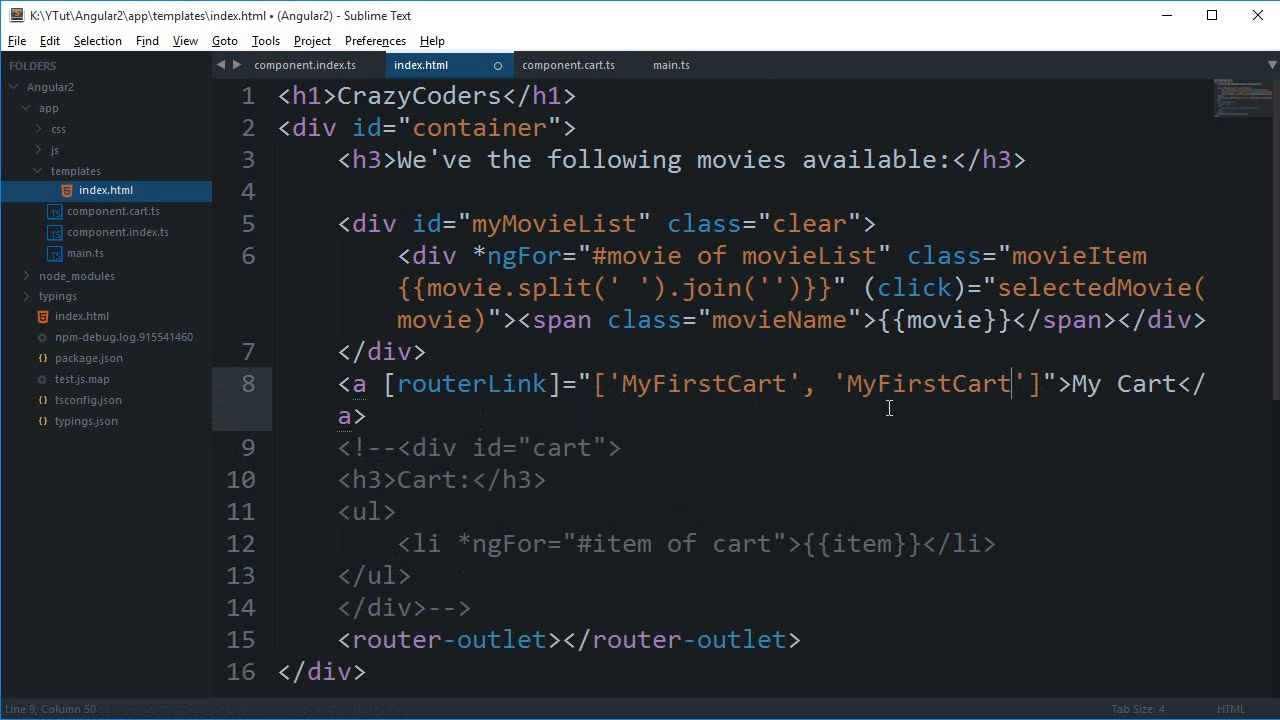 K:\YTut\Angular2\app\templates\index.html • (Angular2) - Sublime Text
File Edit Selection Find View Goto Tools Project Preferences Help
FOLDERS
Angular2
app
css
js
templates
index.html
component.cart.ts
component.index.ts
main.ts
node_modules
typings
index.html
npm-debug.log.915541460
package.json
test.js.map
tsconfig.json
typings.json
component.index.ts index.html component.cart.ts main.ts
1 <h1>CrazyCoders</h1>
2 <div id="container">
3 <h3>We've the following movies available:</h3>
4
5 <div id="myMovieList" class="clear">
6 <div *ngFor="#movie of movieList" class="movieItem
{{movie.split(' ').join('')}}" (click)="selectedMovie(
movie)"><span class="movieName">{{movie}}</span></div>
7 </div>
8 <a [routerLink]="['MyFirstCart', 'MyFirstCart']">My Cart</
a>
9 <!--<div id="cart">
10 <h3>Cart:</h3>
11 <ul>
12 <li *ngFor="#item of cart">{{item}}</li>
13 </ul>
14 </div>-->
15 <router-outlet></router-outlet>
16 </div>
Line 8, Column 50 Tab Size: 4 HTML